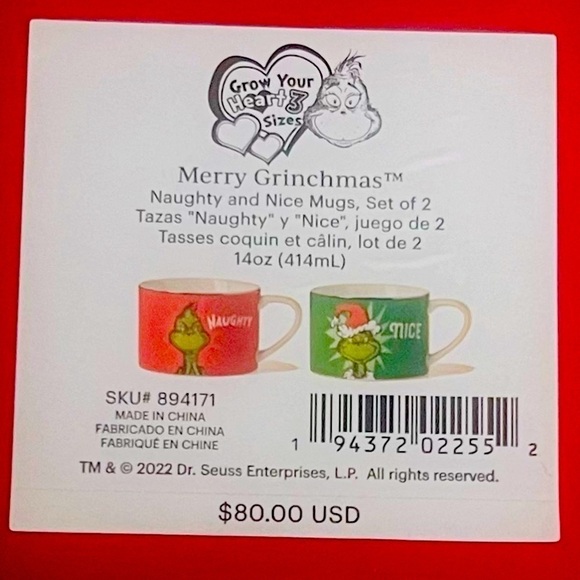 Grow Your
Heart 3
Sizes
Merry Grinchmas™
Naughty and Nice Mugs, Set of 2
Tazas "Naughty" y "Nice", juego de 2
Tasses coquin et câlin, lot de 2
14oz (414mL)
NAUGHTY
NICE
SKU# 894171
MADE IN CHINA
FABRICADO EN CHINA
FABRIQUÉ EN CHINE
1 94372 02255 2
TM & © 2022 Dr. Seuss Enterprises, L.P. All rights reserved.
$80.00 USD